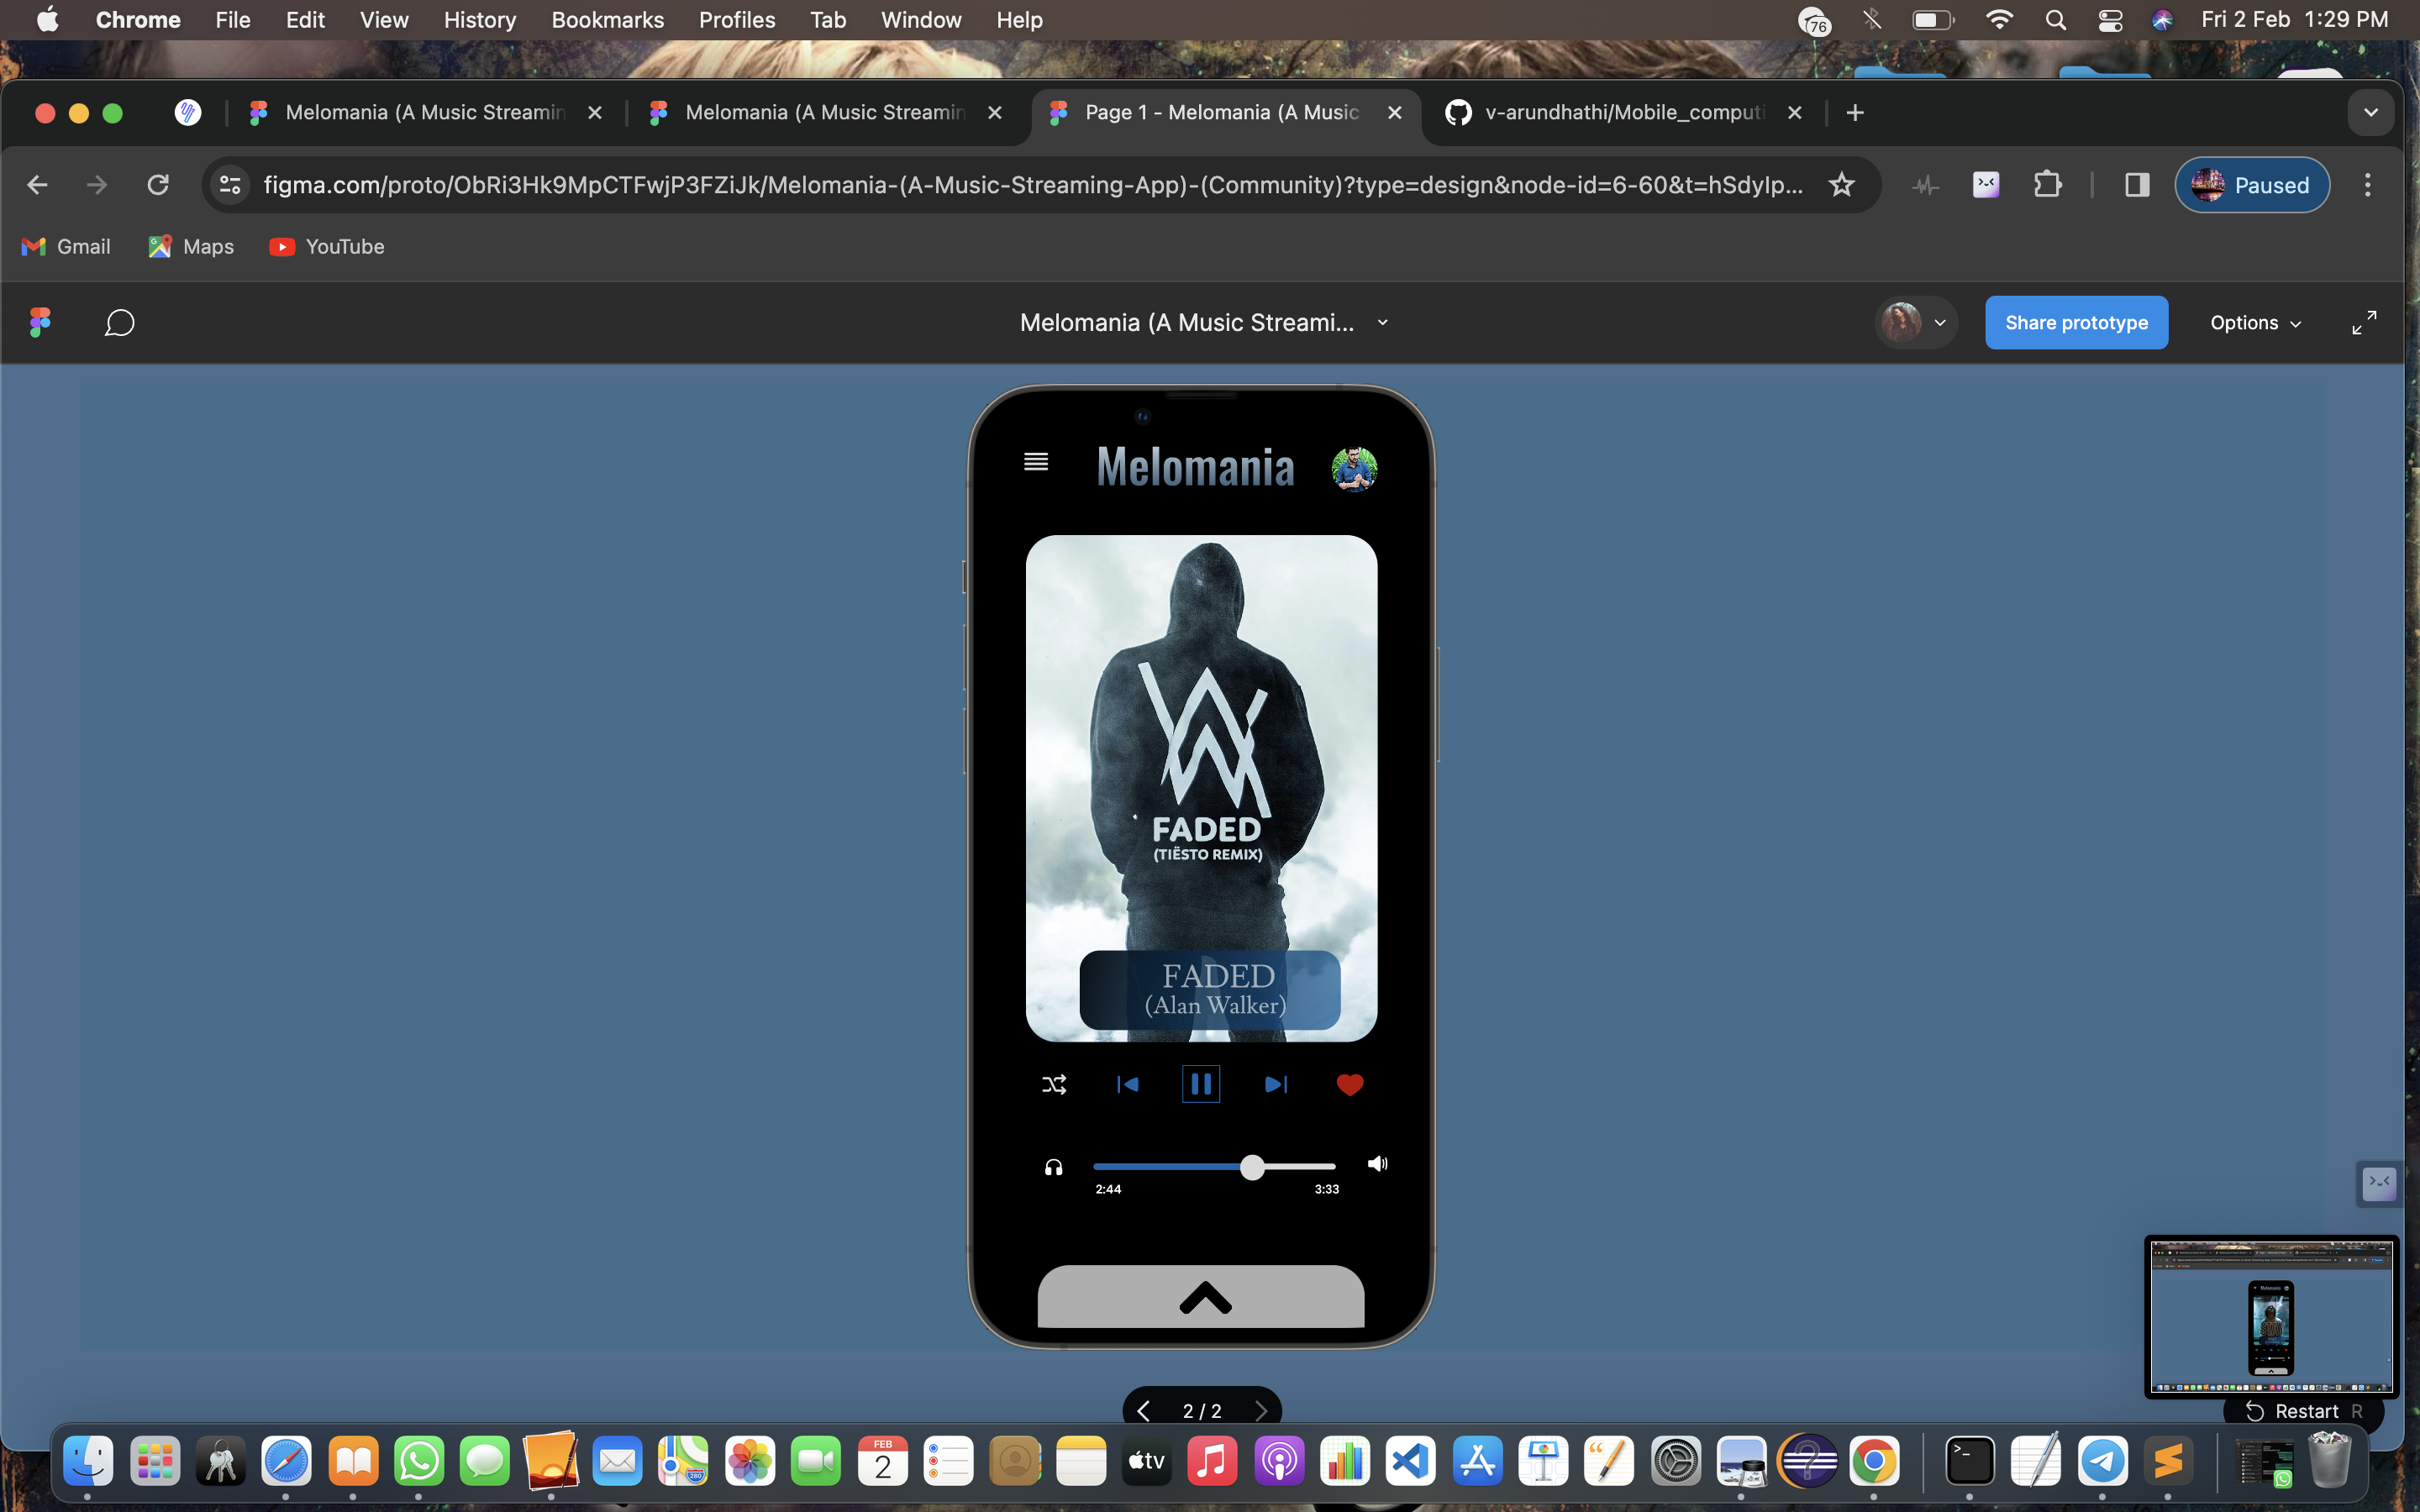 Chrome File Edit View History Bookmarks Profiles Tab Window Help 76 Fri 2 Feb 1:29 PM
Melomania (A Music Streamin Melomania (A Music Streamin Page 1 - Melomania (A Music v-arundhathi/Mobile_computi
figma.com/proto/ObRi3Hk9MpCTFwjP3FZiJk/Melomania-(A-Music-Streaming-App)-(Community)?type=design&node-id=6-60&t=hSdylp... Paused
Gmail Maps YouTube
Melomania (A Music Streami... Share prototype Options
Melomania
FADED
(TIËSTO REMIX)
FADED
(Alan Walker)
2:44 3:33
2 / 2 Restart R
FEB
2
tv
280